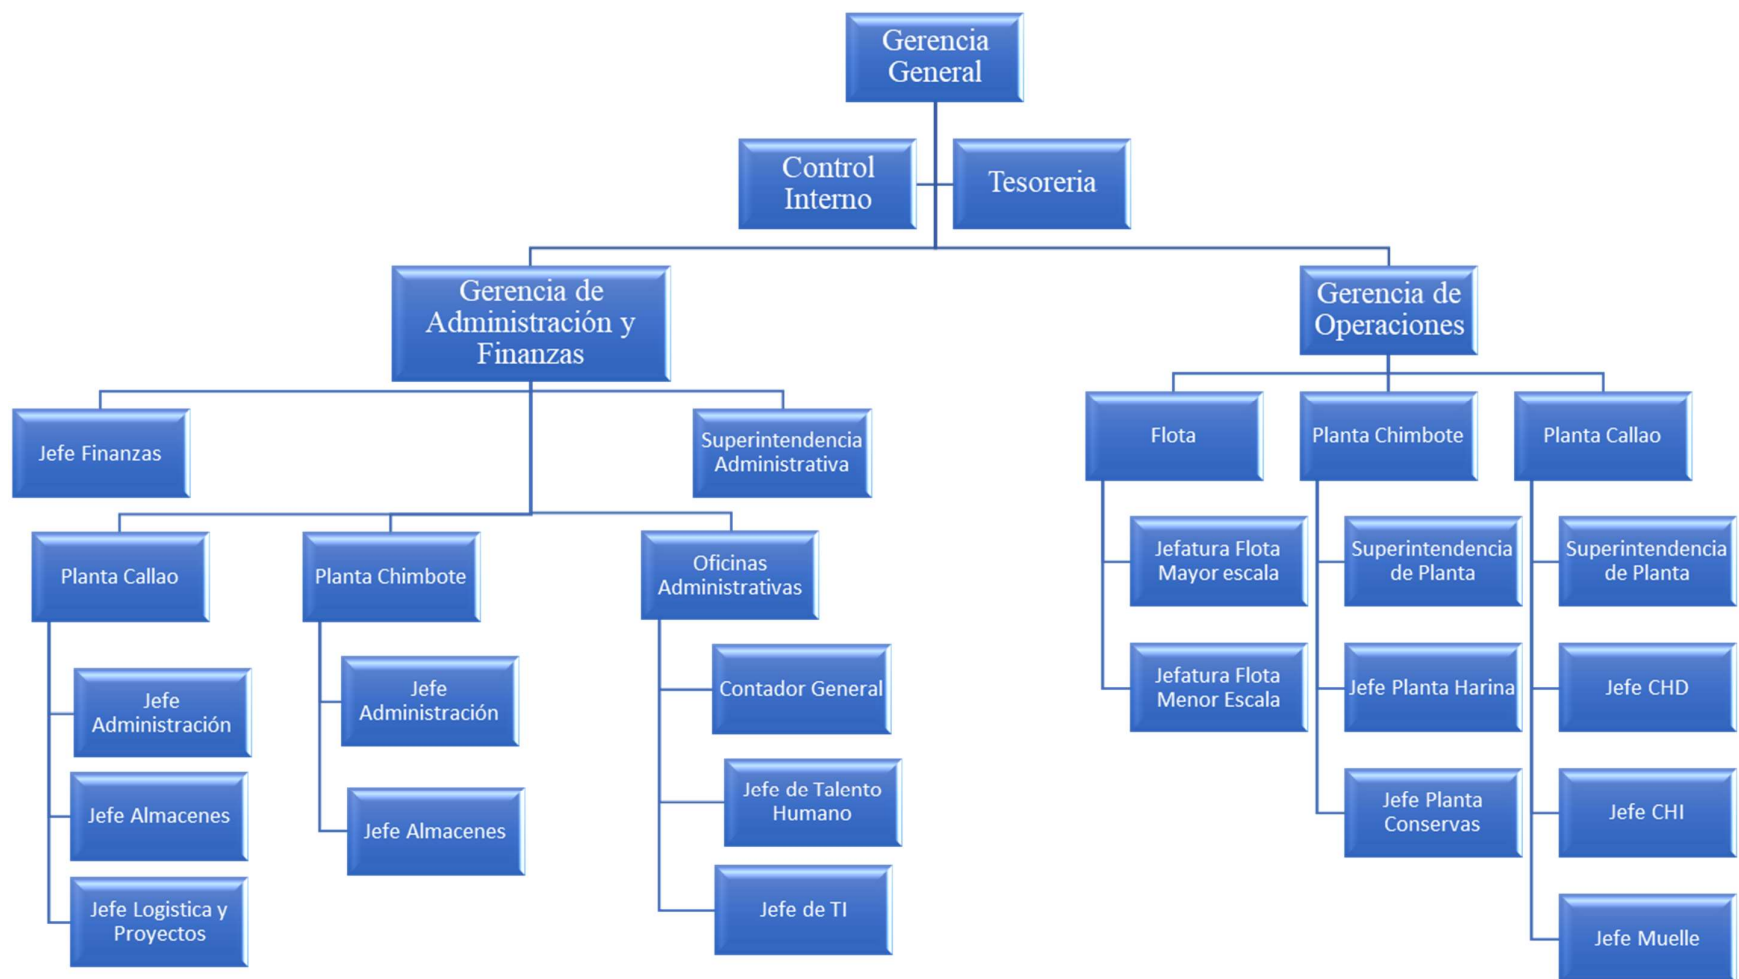 Gerencia
General
Control
Interno
Tesoreria
Gerencia de
Administración y
Finanzas
Gerencia de
Operaciones
Jefe Finanzas
Superintendencia
Administrativa
Planta Callao
Jefe
Administración
Jefe Almacenes
Jefe Logistica y
Proyectos
Planta Chimbote
Jefe
Administración
Jefe Almacenes
Oficinas
Administrativas
Contador General
Jefe de Talento
Humano
Jefe de TI
Flota
Jefatura Flota
Mayor escala
Jefatura Flota
Menor Escala
Planta Chimbote
Superintendencia
de Planta
Jefe Planta Harina
Jefe Planta
Conservas
Planta Callao
Superintendencia
de Planta
Jefe CHD
Jefe CHI
Jefe Muelle